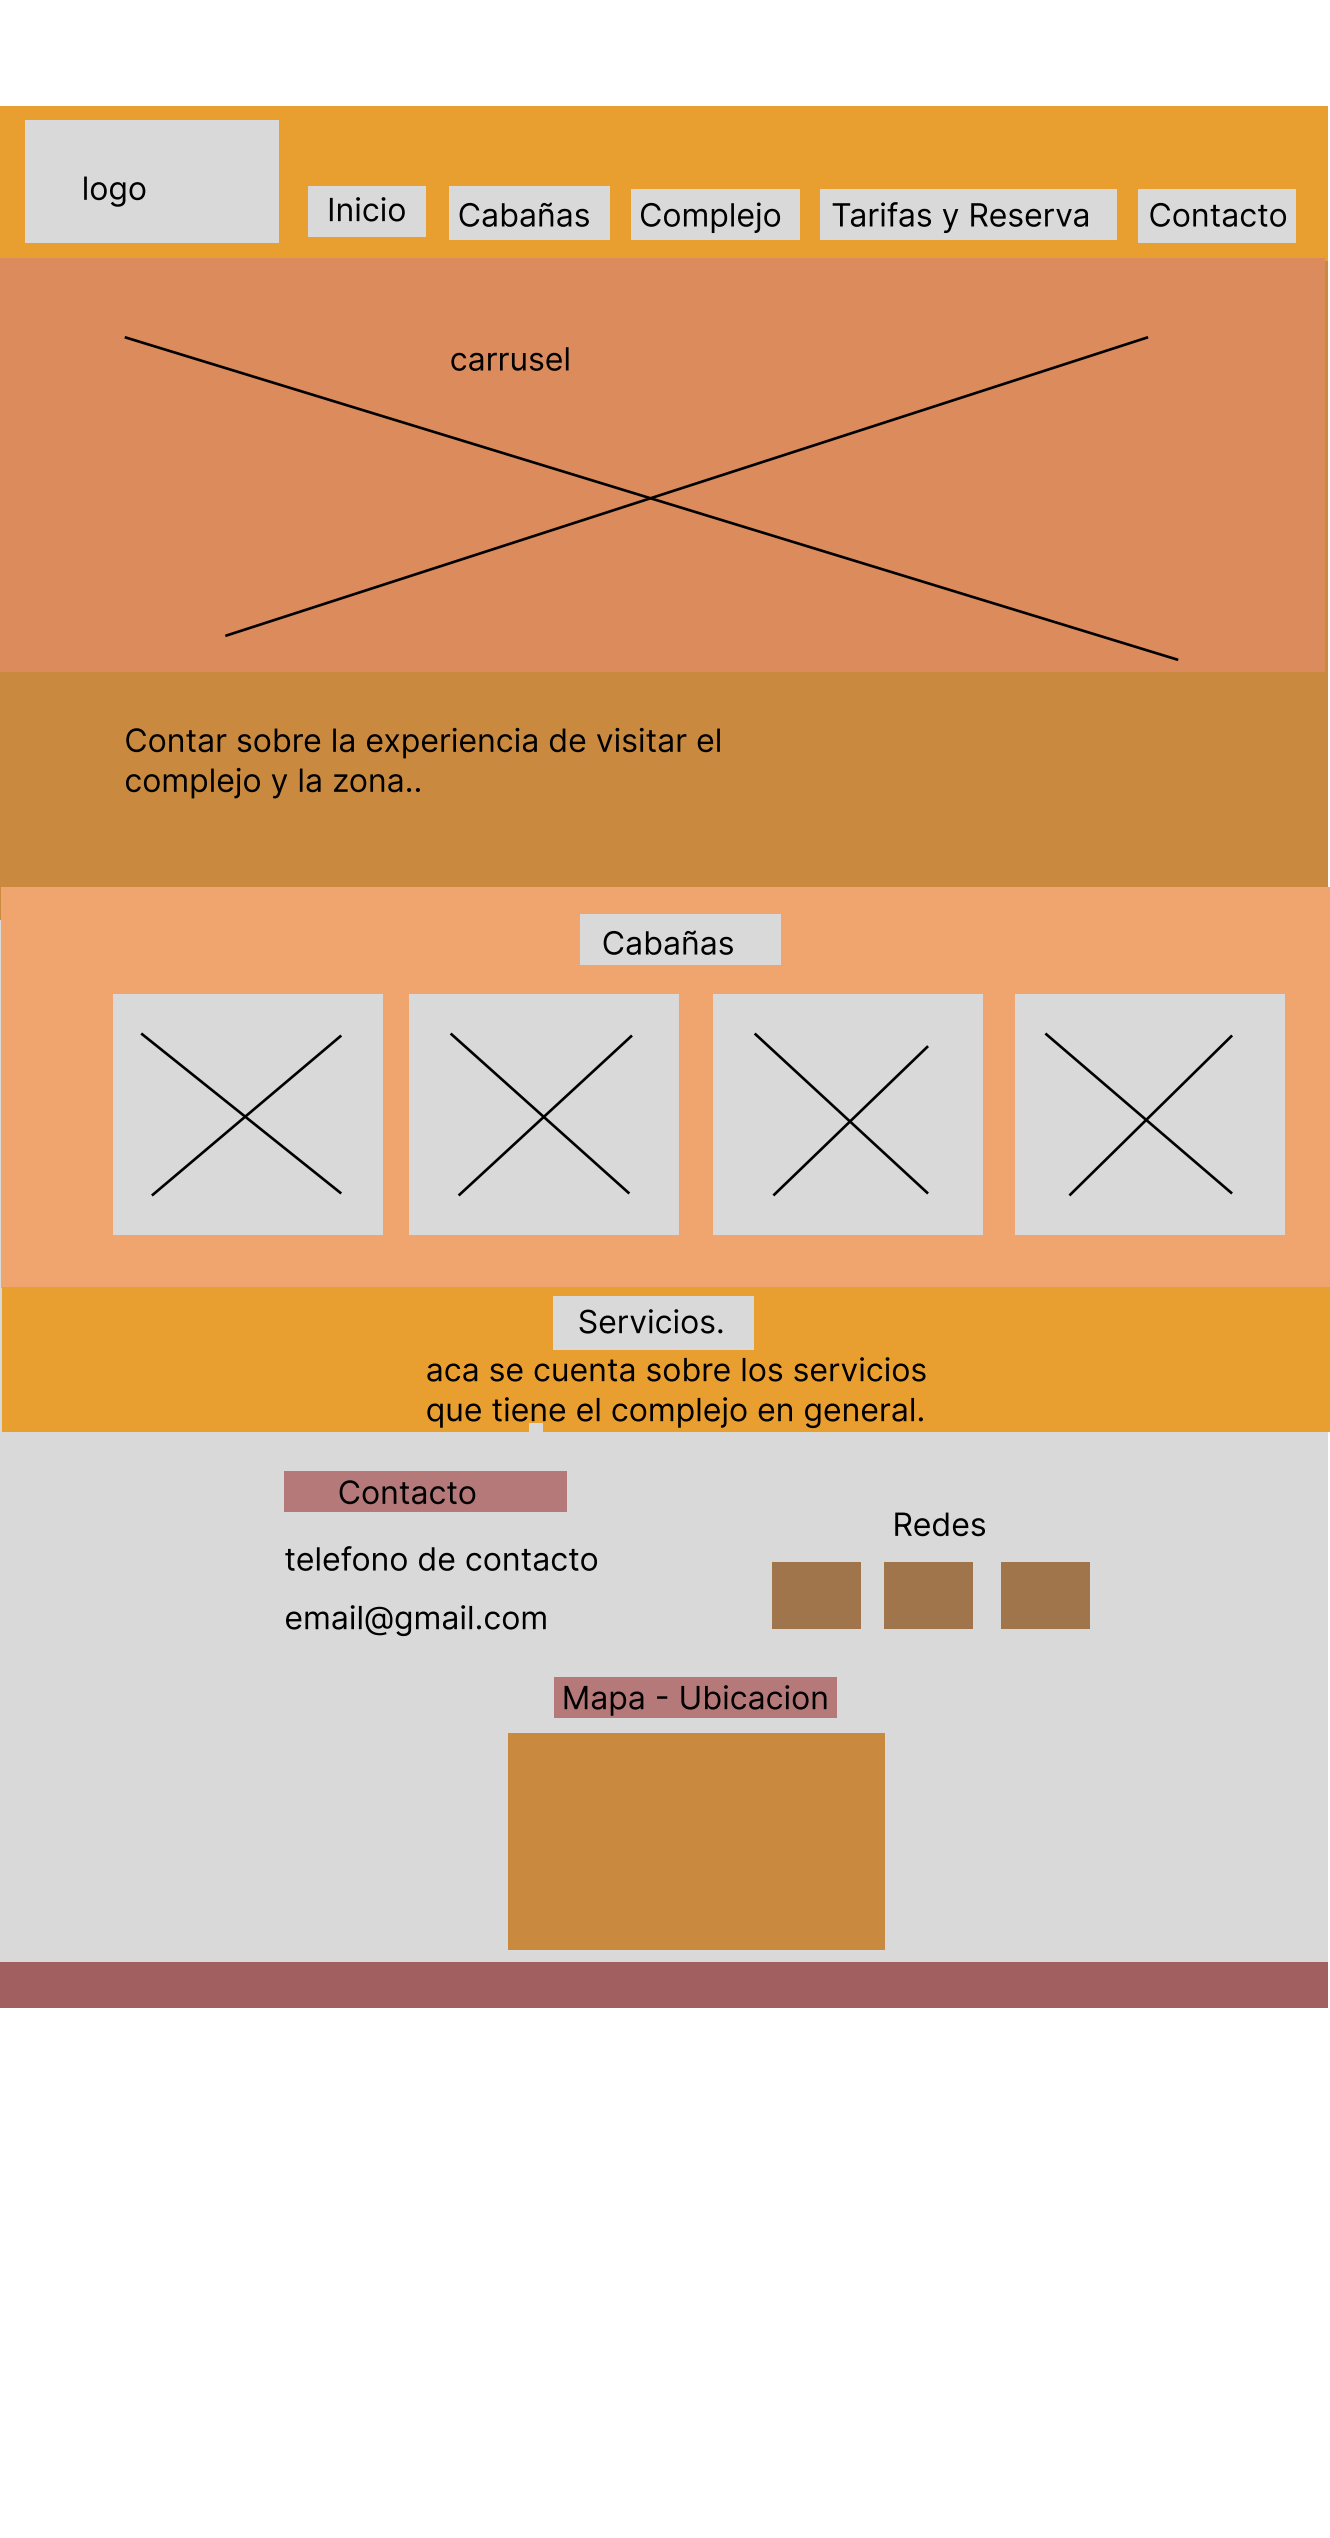 logo
Inicio
Cabañas
Complejo
Tarifas y Reserva
Contacto
carrusel
Contar sobre la experiencia de visitar el
complejo y la zona..
Cabañas
Servicios.
aca se cuenta sobre los servicios
que tiene el complejo en general.
Contacto
telefono de contacto
email@gmail.com
Redes
Mapa - Ubicacion